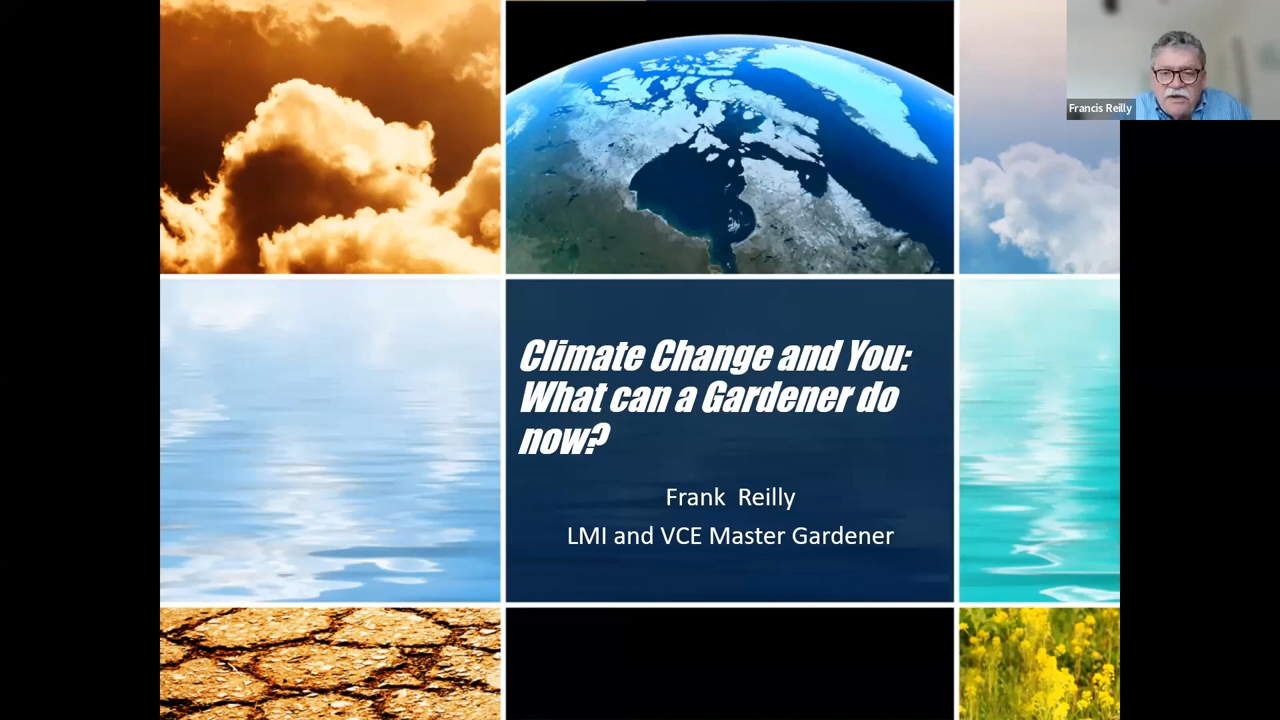 Francis Reilly
Climate Change and You:
What can a Gardener do
now?
Frank Reilly
LMI and VCE Master Gardener